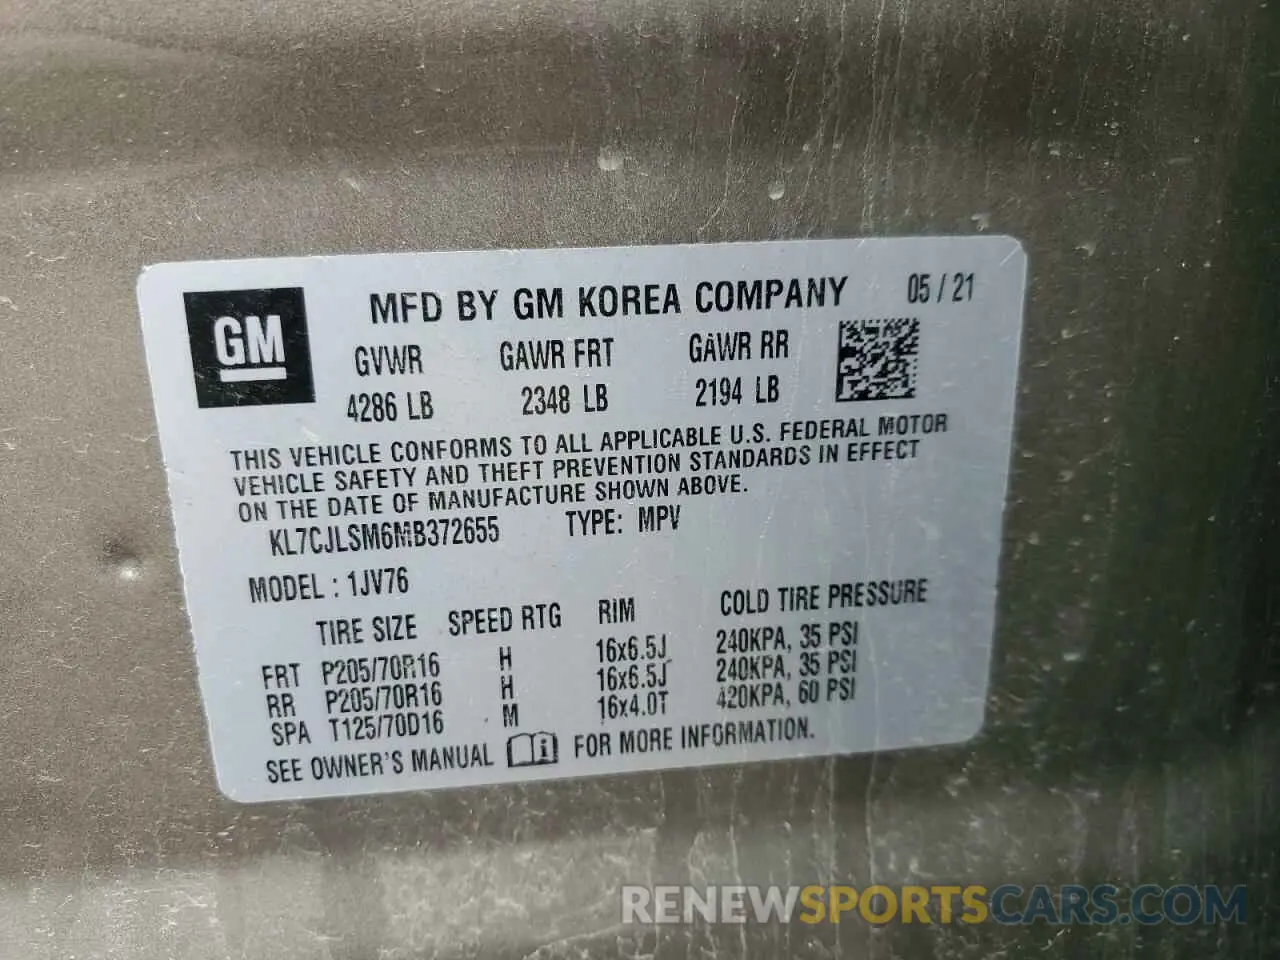 GM
MFD BY GM KOREA COMPANY 05 / 21
GVWR GAWR FRT GAWR RR
4286 LB 2348 LB 2194 LB
THIS VEHICLE CONFORMS TO ALL APPLICABLE U.S. FEDERAL MOTOR
VEHICLE SAFETY AND THEFT PREVENTION STANDARDS IN EFFECT
ON THE DATE OF MANUFACTURE SHOWN ABOVE.
KL7CJLSM6MB372655 TYPE: MPV
MODEL : 1JV76
TIRE SIZE SPEED RTG RIM COLD TIRE PRESSURE
FRT P205/70R16 H 16x6.5J 240KPA, 35 PSI
RR P205/70R16 H 16x6.5J 240KPA, 35 PSI
SPA T125/70D16 M 16x4.0T 420KPA, 60 PSI
SEE OWNER'S MANUAL i FOR MORE INFORMATION.
RENEWSPORTSCARS.COM